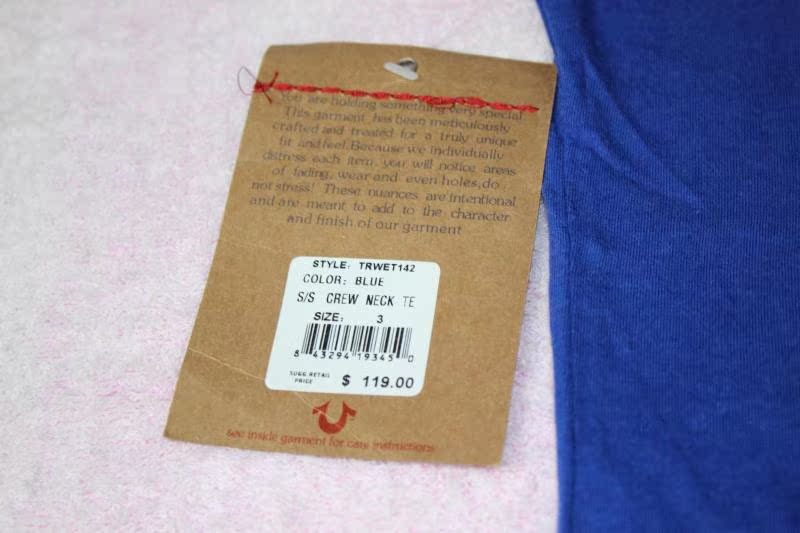 You are holding something very special
This garment has been meticulously
crafted and treated for a truly unique
fit and feel. Because we individually
distress each item, you will notice areas
of fading, wear and even holes, do
not stress! These nuances are intentional
and are meant to add to the character
and finish of our garment
STYLE: TRWET142
COLOR: BLUE
S/S CREW NECK TE
SIZE: 3
8 43294 19345 0
SUGG. RETAIL
PRICE $ 119.00
see inside garment for care instructions